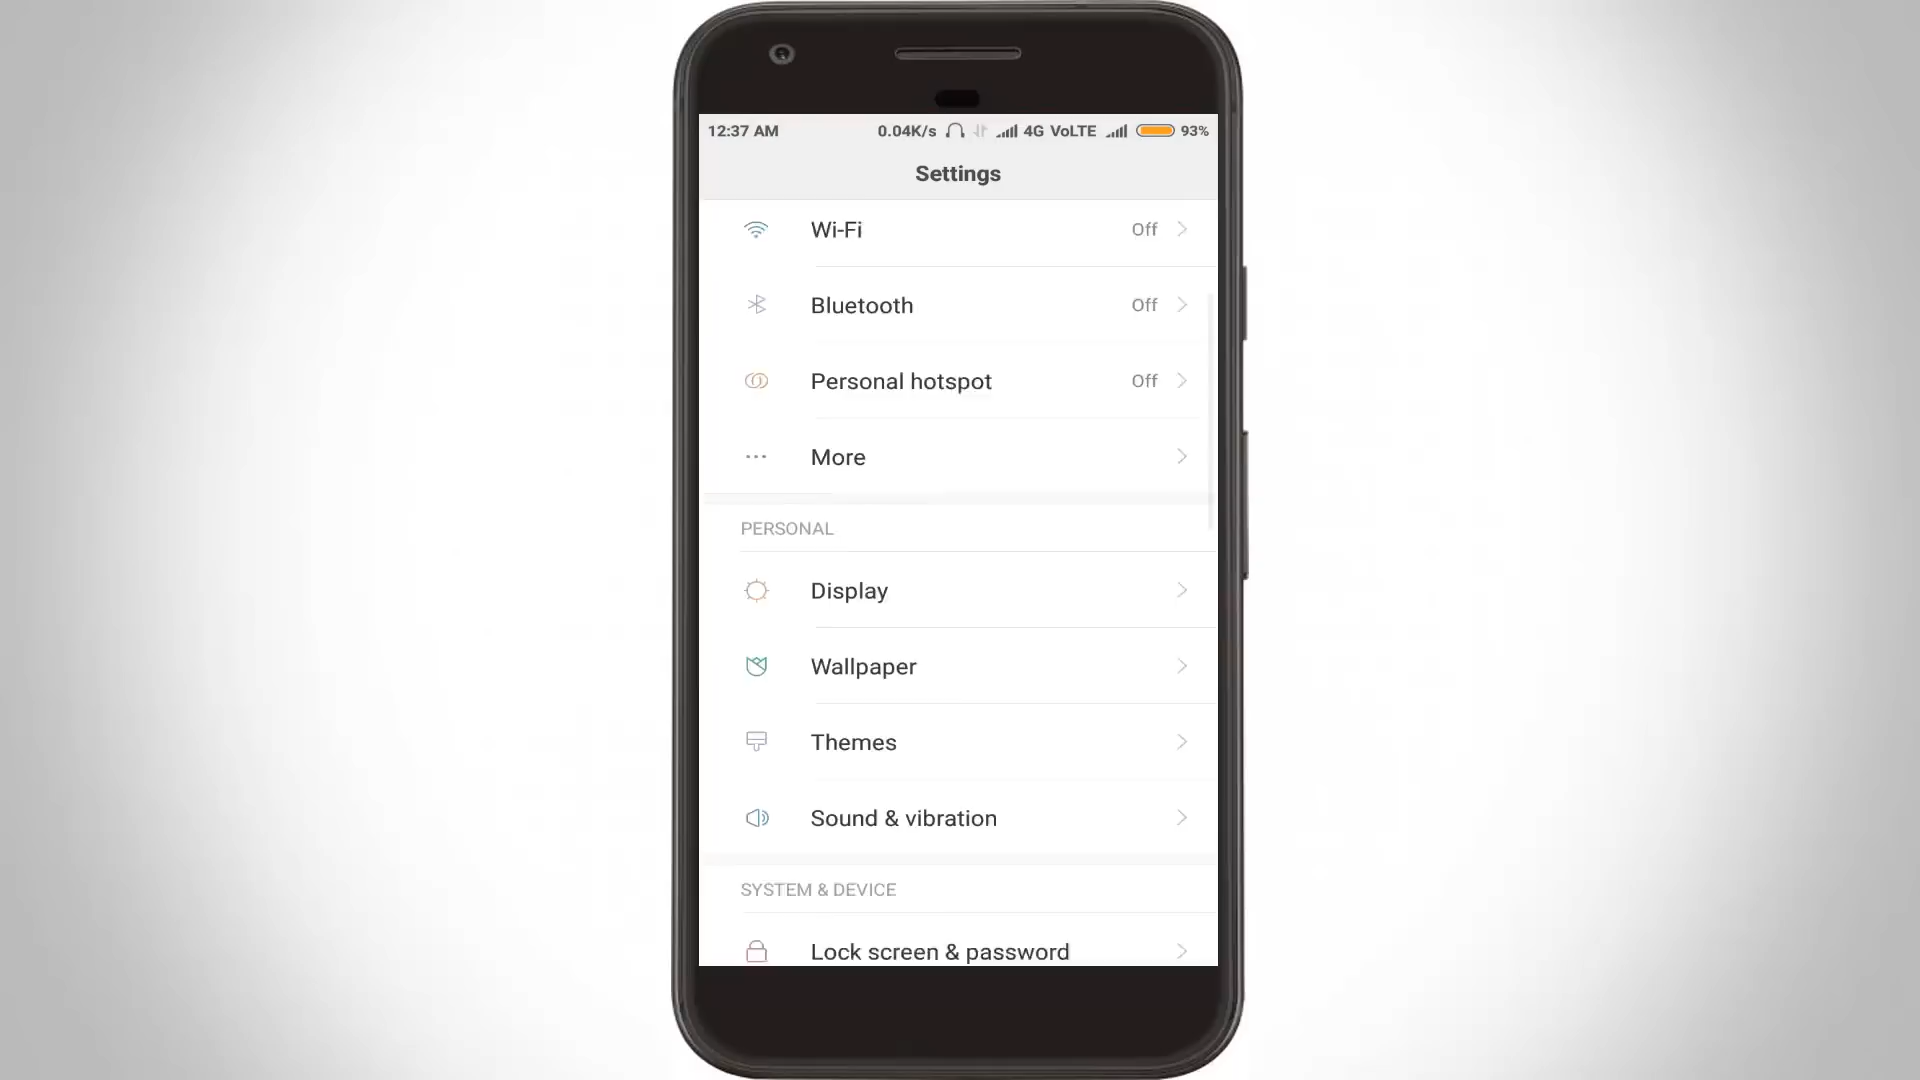 12:37 AM 0.04K/s 4G VoLTE 93%
Settings
Wi-Fi Off
Bluetooth Off
Personal hotspot Off
More
PERSONAL
Display
Wallpaper
Themes
Sound & vibration
SYSTEM & DEVICE
Lock screen & password